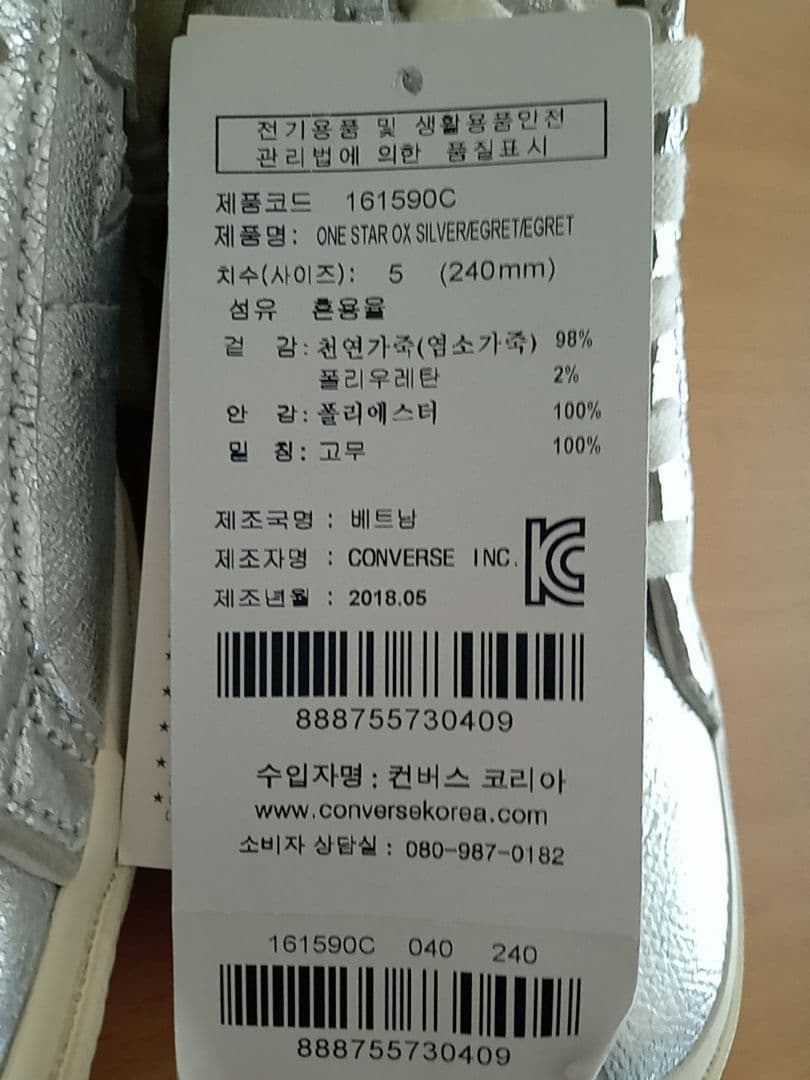 전기용품 및 생활용품안전
관리법에 의한 품질표시
제품코드 161590C
제품명: ONE STAR OX SILVER/EGRET/EGRET
치수(사이즈): 5 (240mm)
섬유 혼용율
겉 감: 천연가죽(염소가죽) 98%
폴리우레탄 2%
안 감: 폴리에스터 100%
밑 창: 고무 100%
제조국명 : 베트남
제조자명 : CONVERSE INC.
제조년월 : 2018.05
888755730409
수입자명 : 컨버스 코리아
www.conversekorea.com
소비자 상담실 : 080-987-0182
161590C 040 240
888755730409